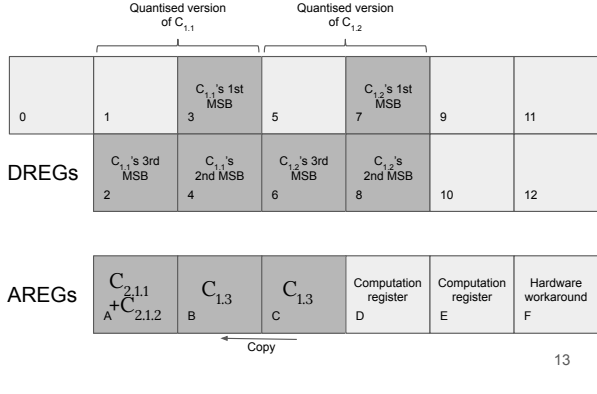 Quantised version
of C1.1
Quantised version
of C1.2
C1.1's 1st
MSB
C1.2's 1st
MSB
0
1
3
5
7
9
11
DREGs
C1.1's 3rd
MSB
C1.1's
2nd MSB
C1.2's 3rd
MSB
C1.2's
2nd MSB
2
4
6
8
10
12
AREGs
C2.1.1
+C2.1.2
A
C1.3
B
C1.3
C
Computation
register
D
Computation
register
E
Hardware
workaround
F
Copy
13